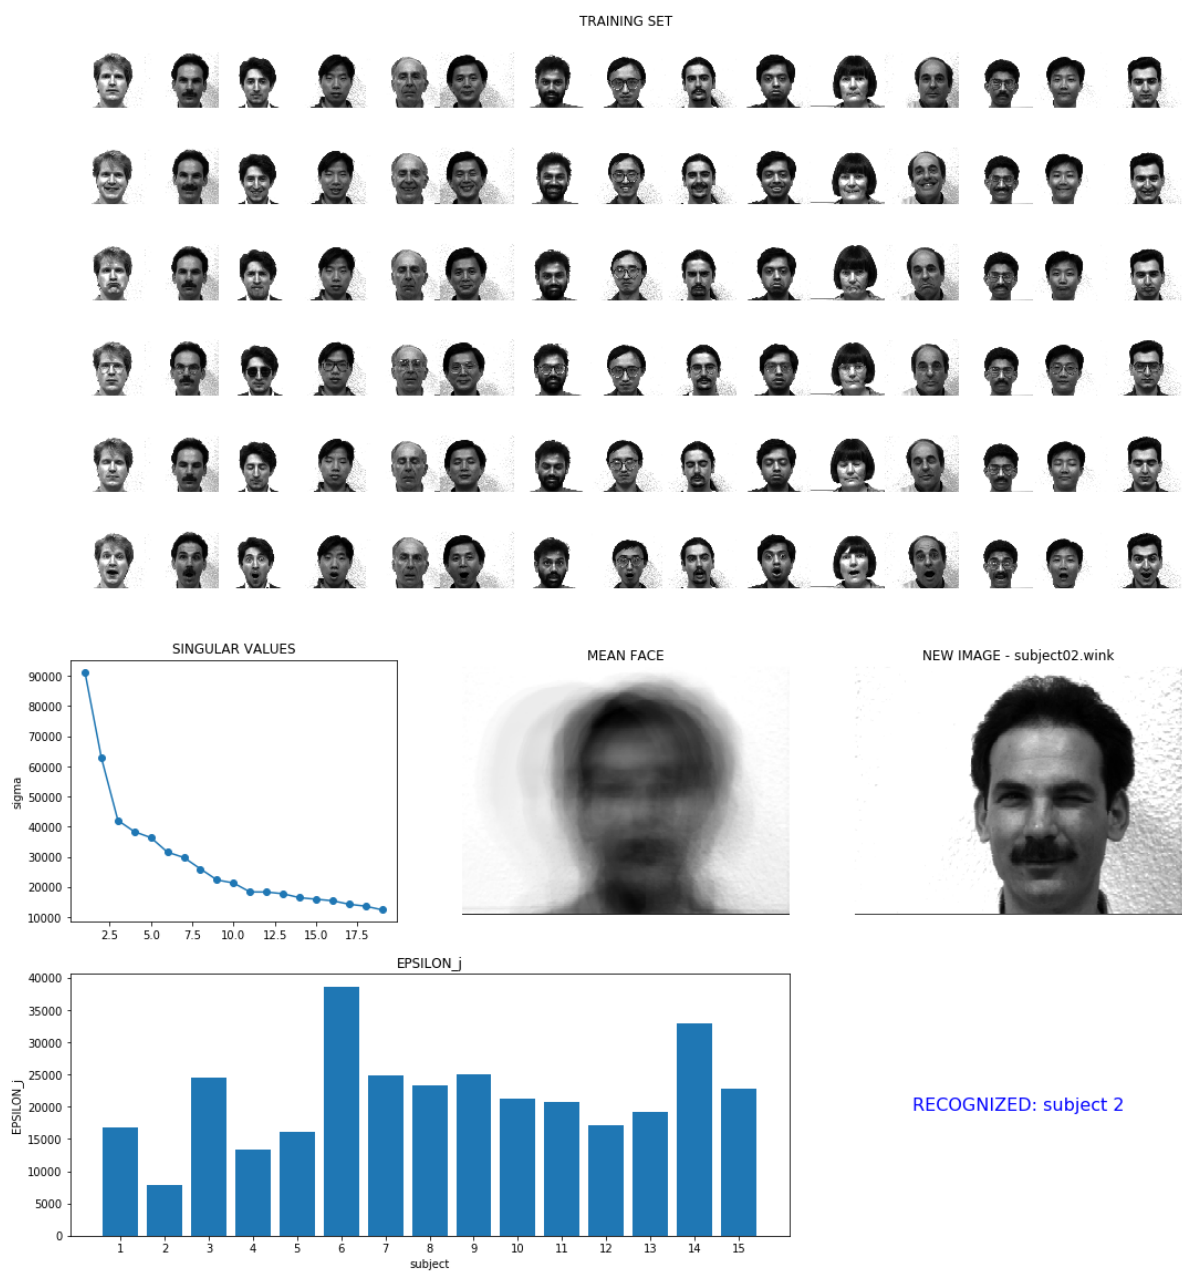 TRAINING SET
SINGULAR VALUES
sigma
90000
80000
70000
60000
50000
40000
30000
20000
10000
2.5 5.0 7.5 10.0 12.5 15.0 17.5
MEAN FACE
NEW IMAGE - subject02.wink
EPSILON_j
EPSILON_j
40000
35000
30000
25000
20000
15000
10000
5000
0
1 2 3 4 5 6 7 8 9 10 11 12 13 14 15
subject
RECOGNIZED: subject 2